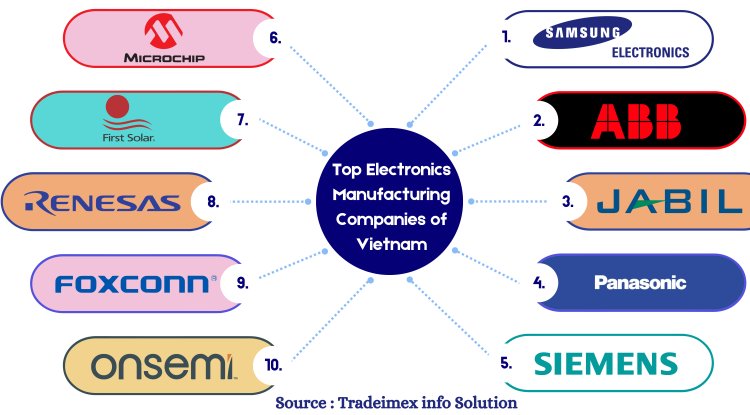 Top Electronics
Manufacturing
Companies of
Vietnam
1.
SAMSUNG
ELECTRONICS
2.
ABB
3.
JABIL
4.
Panasonic
5.
SIEMENS
6.
MICROCHIP
7.
First Solar.
8.
RENESAS
9.
FOXCONN®
10.
onsemi
Source : Tradeimex info Solution